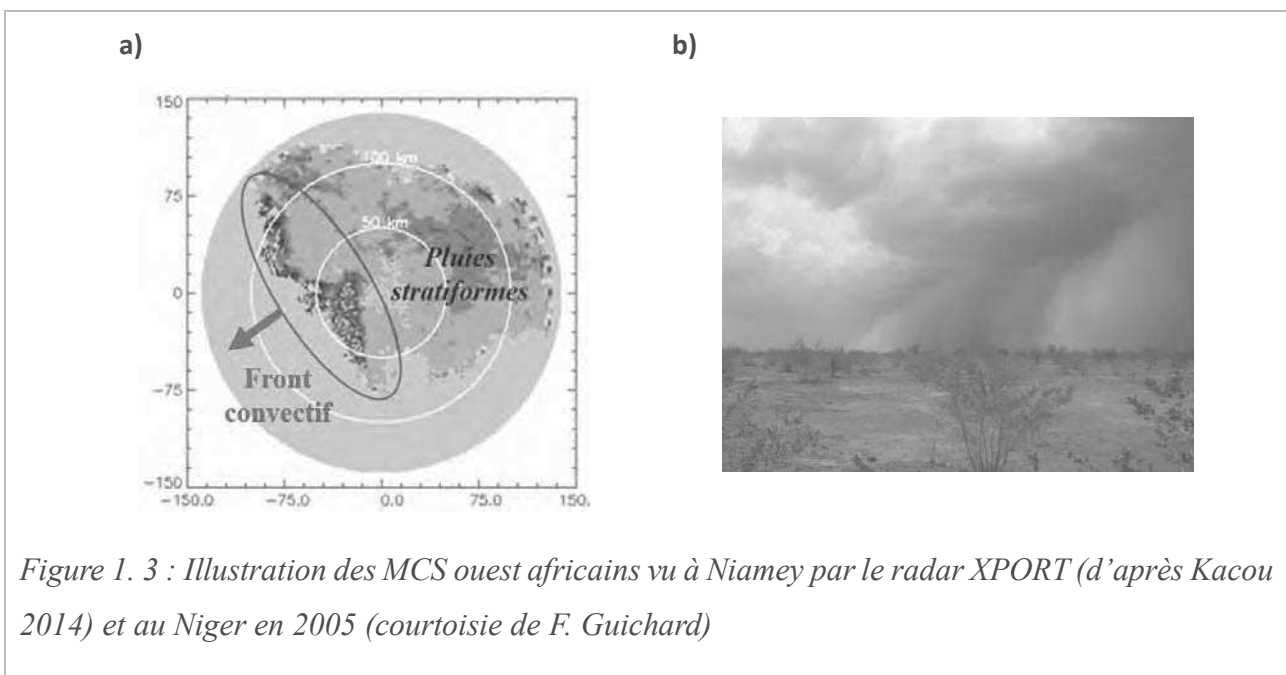 a)
b)
150
75
0
-75
-150
-150.0
-75.0
0.0
75.0
150.
100 km
50 km
Pluies
stratiformes
Front
convectif
Figure 1. 3 : Illustration des MCS ouest africains vu à Niamey par le radar XPORT (d’après Kacou
2014) et au Niger en 2005 (courtoisie de F. Guichard)